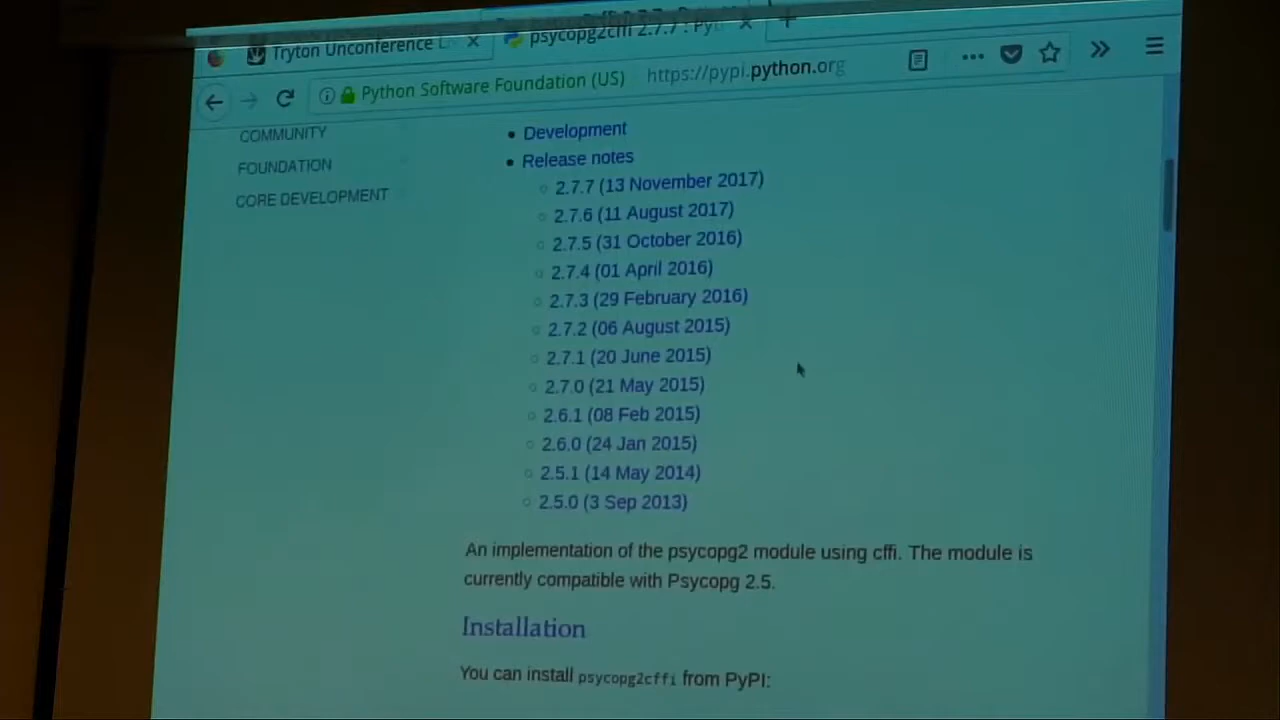 Tryton Unconference L
psycopg2cffi 2.7.7 : Pyt
Python Software Foundation (US)
https://pypi.python.org
COMMUNITY
FOUNDATION
CORE DEVELOPMENT
Development
Release notes
2.7.7 (13 November 2017)
2.7.6 (11 August 2017)
2.7.5 (31 October 2016)
2.7.4 (01 April 2016)
2.7.3 (29 February 2016)
2.7.2 (06 August 2015)
2.7.1 (20 June 2015)
2.7.0 (21 May 2015)
2.6.1 (08 Feb 2015)
2.6.0 (24 Jan 2015)
2.5.1 (14 May 2014)
2.5.0 (3 Sep 2013)
An implementation of the psycopg2 module using cffi. The module is
currently compatible with Psycopg 2.5.
Installation
You can install psycopg2cffi from PyPI: